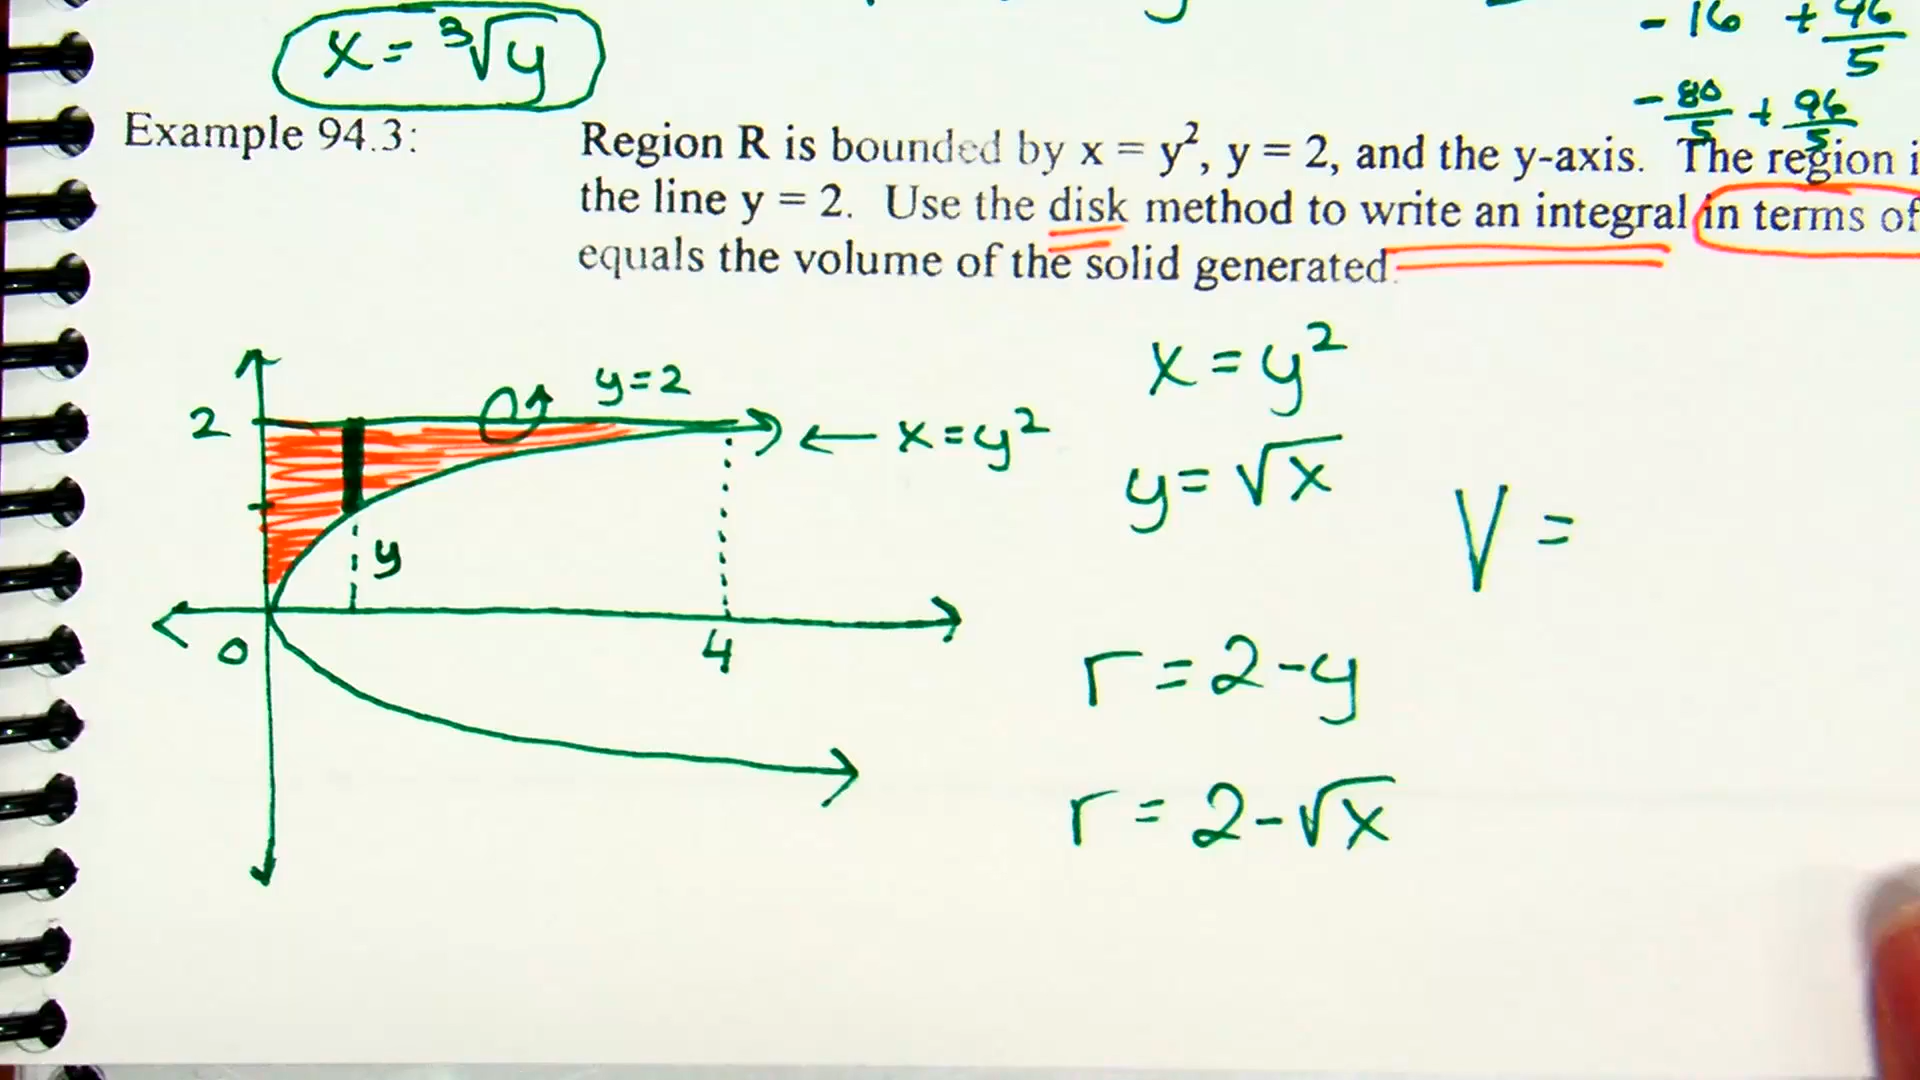 - 16 + 96/5
x = ∛y
- 80/5 + 96/5
Example 94.3:
Region R is bounded by x = y², y = 2, and the y-axis. The region i
the line y = 2. Use the disk method to write an integral in terms of
equals the volume of the solid generated.
y=2
2
← x=y²
y
0
4
x = y²
y = √x
V =
r = 2-y
r = 2-√x